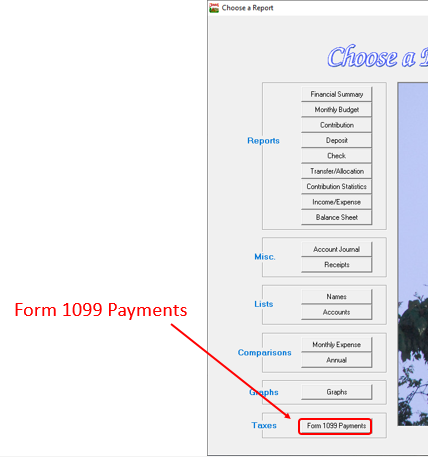 Choose a Report
Choose a
Financial Summary
Monthly Budget
Contribution
Reports
Deposit
Check
Transfer/Allocation
Contribution Statistics
Income/Expense
Balance Sheet
Account Journal
Misc.
Receipts
Names
Lists
Accounts
Form 1099 Payments
Monthly Expense
Comparisons
Annual
Graphs
Graphs
Taxes
Form 1099 Payments